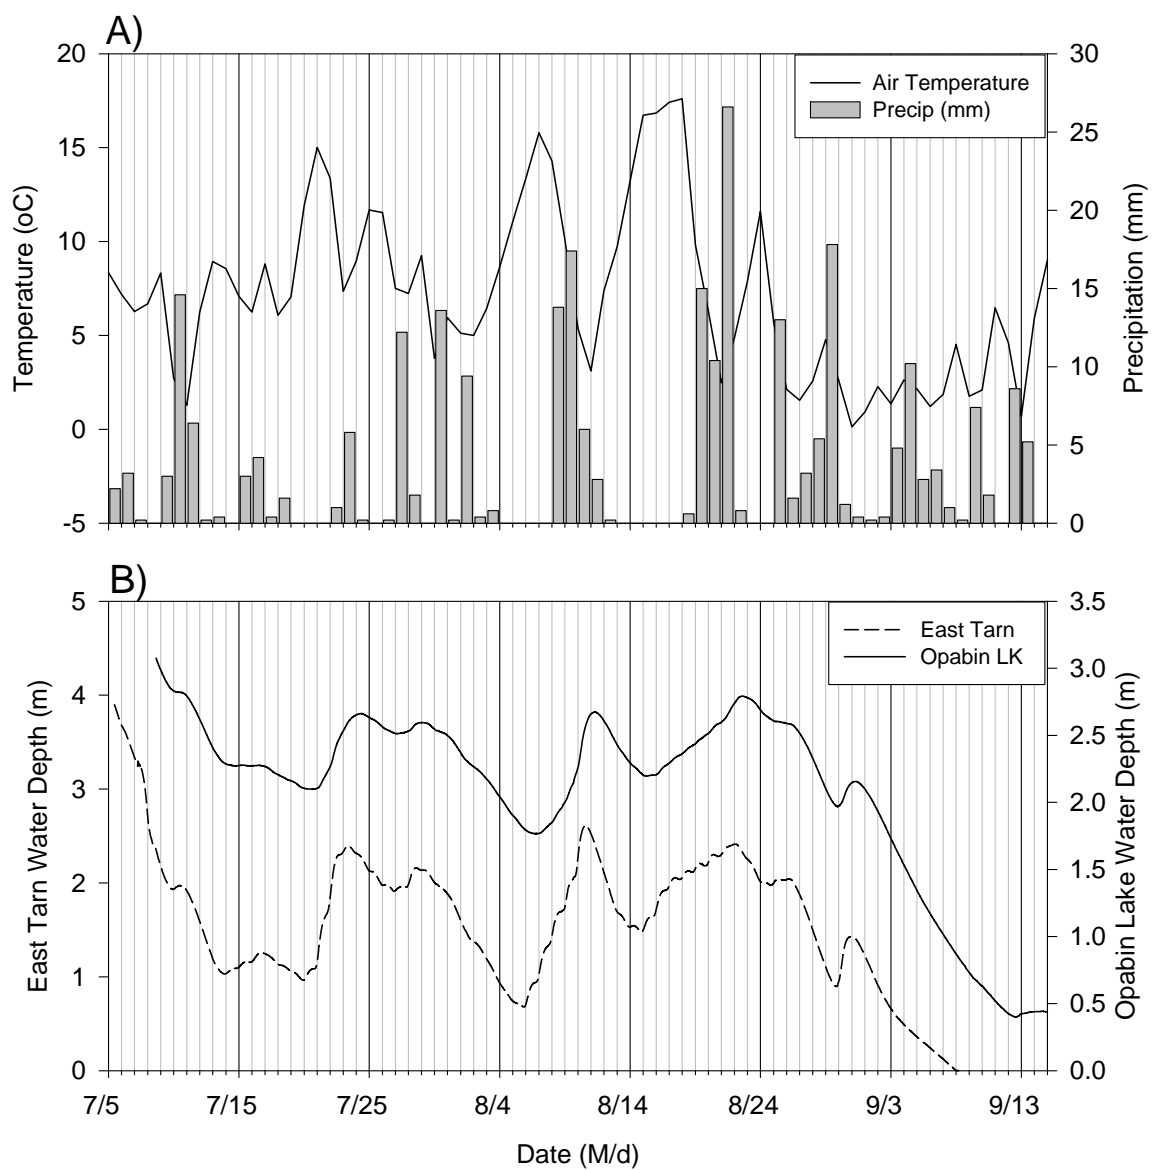 A)
20
15
10
5
0
-5
Temperature (oC)
Air Temperature
Precip (mm)
30
25
20
15
10
5
0
Precipitation (mm)
B)
5
4
3
2
1
0
East Tarn Water Depth (m)
East Tarn
Opabin LK
3.5
3.0
2.5
2.0
1.5
1.0
0.5
0.0
Opabin Lake Water Depth (m)
7/5 7/15 7/25 8/4 8/14 8/24 9/3 9/13
Date (M/d)